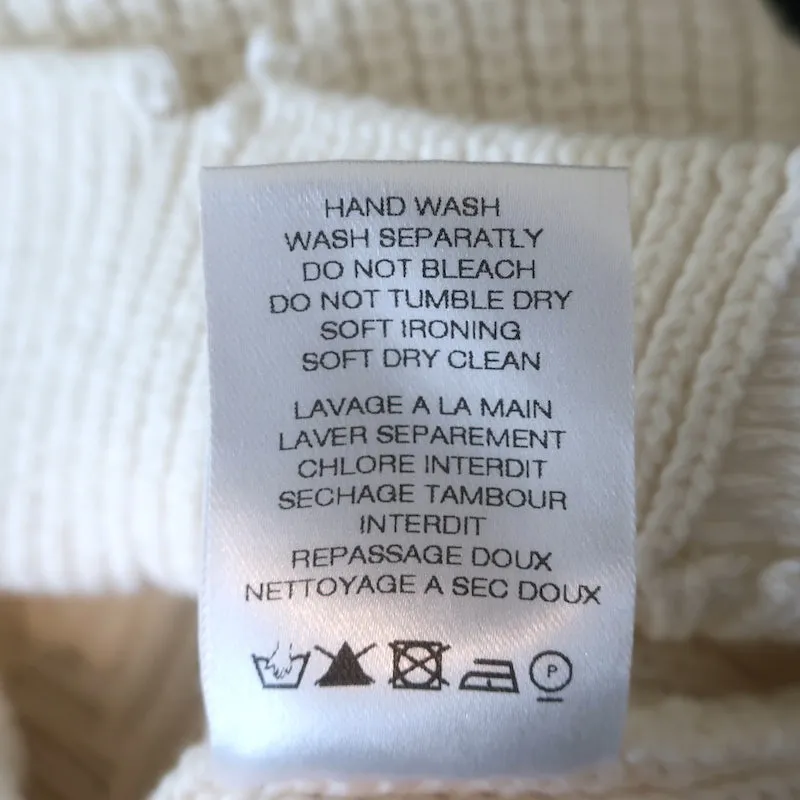 HAND WASH
WASH SEPARATLY
DO NOT BLEACH
DO NOT TUMBLE DRY
SOFT IRONING
SOFT DRY CLEAN
LAVAGE A LA MAIN
LAVER SEPAREMENT
CHLORE INTERDIT
SECHAGE TAMBOUR
INTERDIT
REPASSAGE DOUX
NETTOYAGE A SEC DOUX
P